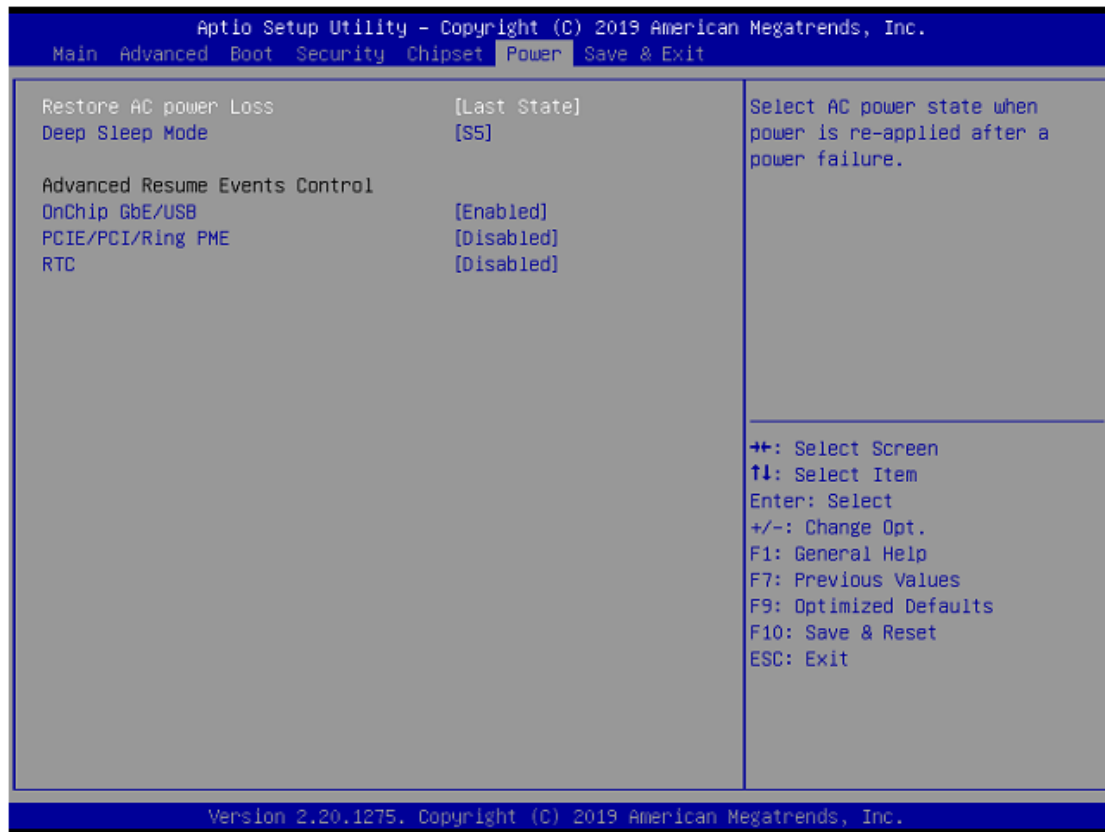 Aptio Setup Utility – Copyright (C) 2019 American Megatrends, Inc.
Main Advanced Boot Security Chipset Power Save & Exit
Restore AC power Loss [Last State]
Deep Sleep Mode [S5]
Advanced Resume Events Control
OnChip GbE/USB [Enabled]
PCIE/PCI/Ring PME [Disabled]
RTC [Disabled]
Select AC power state when
power is re-applied after a
power failure.
→←: Select Screen
↑↓: Select Item
Enter: Select
+/-: Change Opt.
F1: General Help
F7: Previous Values
F9: Optimized Defaults
F10: Save & Reset
ESC: Exit
Version 2.20.1275. Copyright (C) 2019 American Megatrends, Inc.